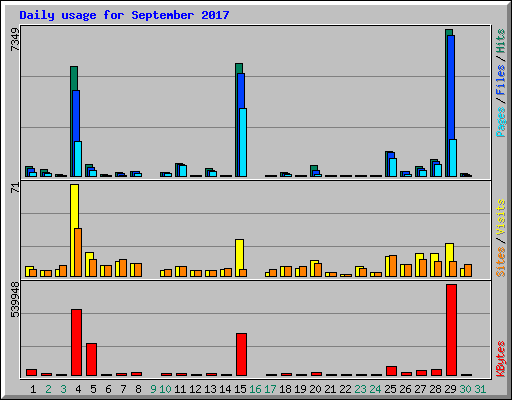 Daily usage for September 2017
7349
Pages / Files / Hits
71
Sites / Visits
539948
KBytes
1 2 3 4 5 6 7 8 9 10 11 12 13 14 15 16 17 18 19 20 21 22 23 24 25 26 27 28 29 30 31